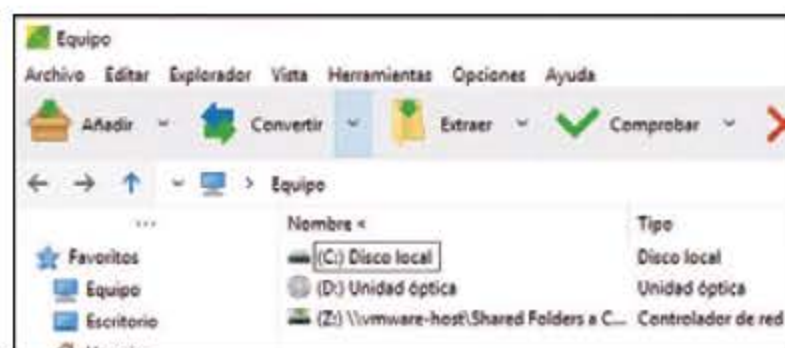 Equipo
Archivo Editar Explorador Vista Herramientas Opciones Ayuda
Añadir Convertir Extraer Comprobar
> Equipo
... Nombre < Tipo
Favoritos (C:) Disco local Disco local
Equipo (D:) Unidad óptica Unidad óptica
Escritorio (Z:) \\vmware-host\Shared Folders a C... Controlador de red